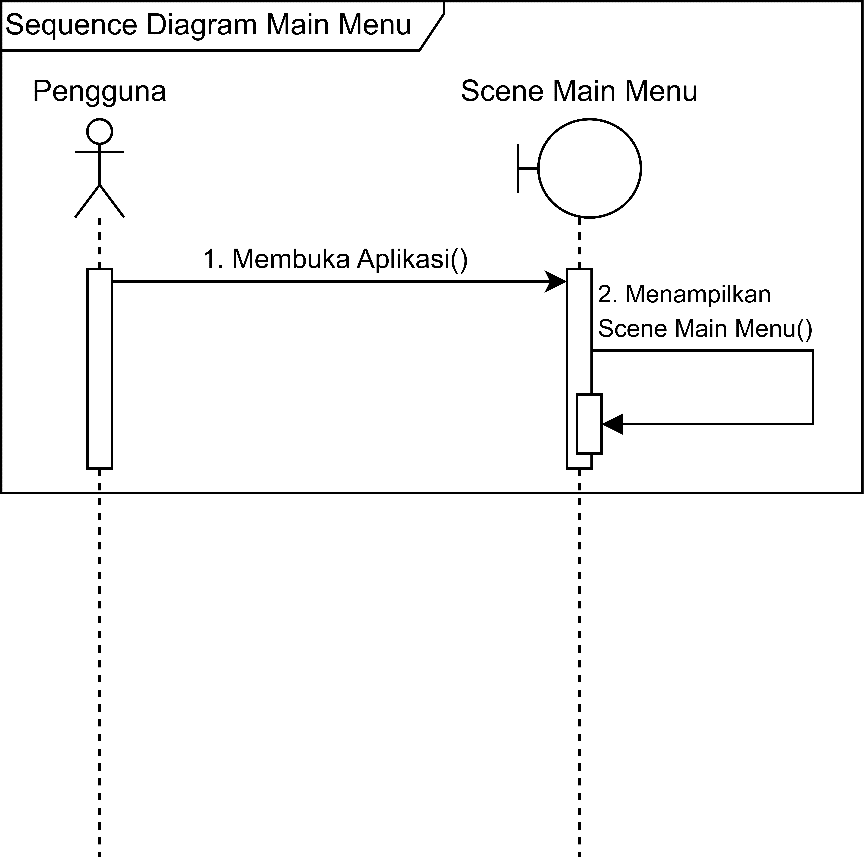 Sequence Diagram Main Menu
Pengguna
Scene Main Menu
1. Membuka Aplikasi()
2. Menampilkan
Scene Main Menu()